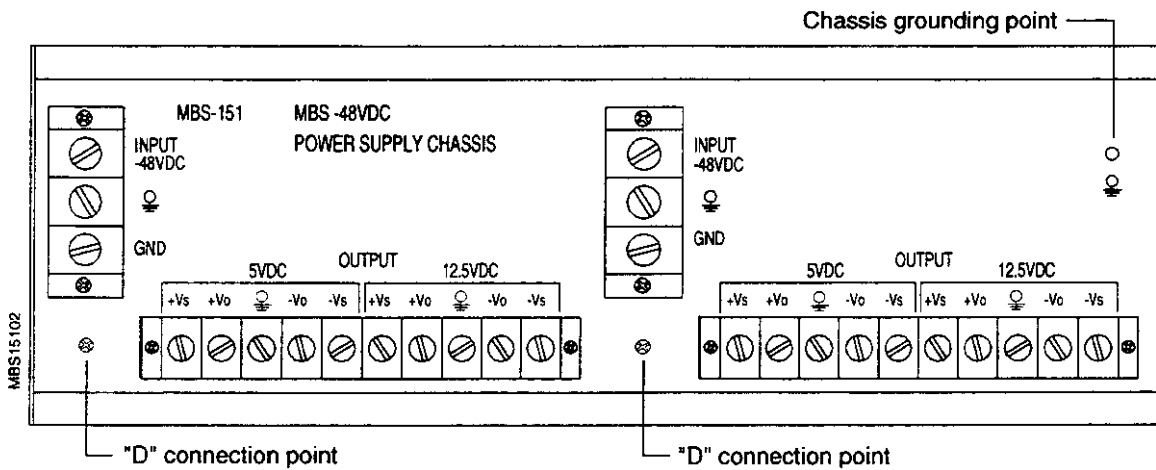 Chassis grounding point
MBS-151 MBS -48VDC
POWER SUPPLY CHASSIS
INPUT
-48VDC
GND
OUTPUT
5VDC 12.5VDC
+Vs +Vo -Vo -Vs +Vs +Vo -Vo -Vs
INPUT
-48VDC
GND
OUTPUT
5VDC 12.5VDC
+Vs +Vo -Vo -Vs +Vs +Vo -Vo -Vs
MBS15102
"D" connection point
"D" connection point